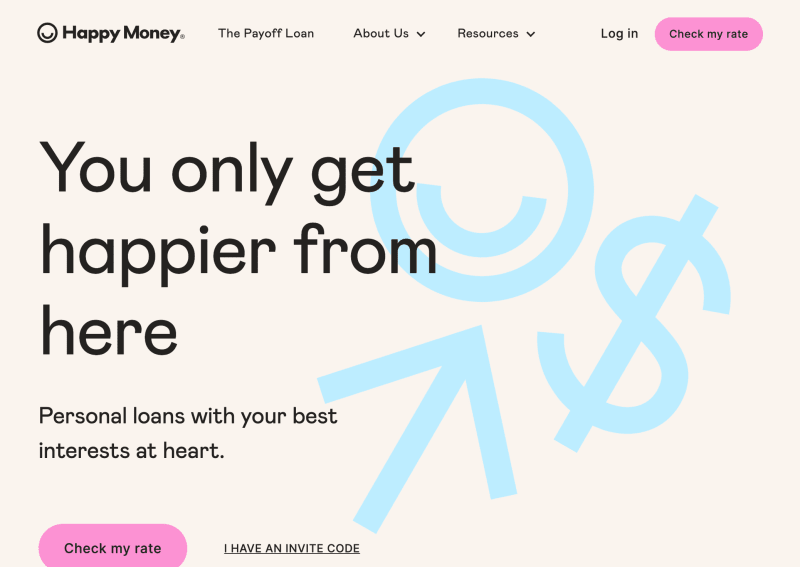 Happy Money®
The Payoff Loan
About Us
Resources
Log in
Check my rate
You only get
happier from
here
Personal loans with your best
interests at heart.
Check my rate
I HAVE AN INVITE CODE